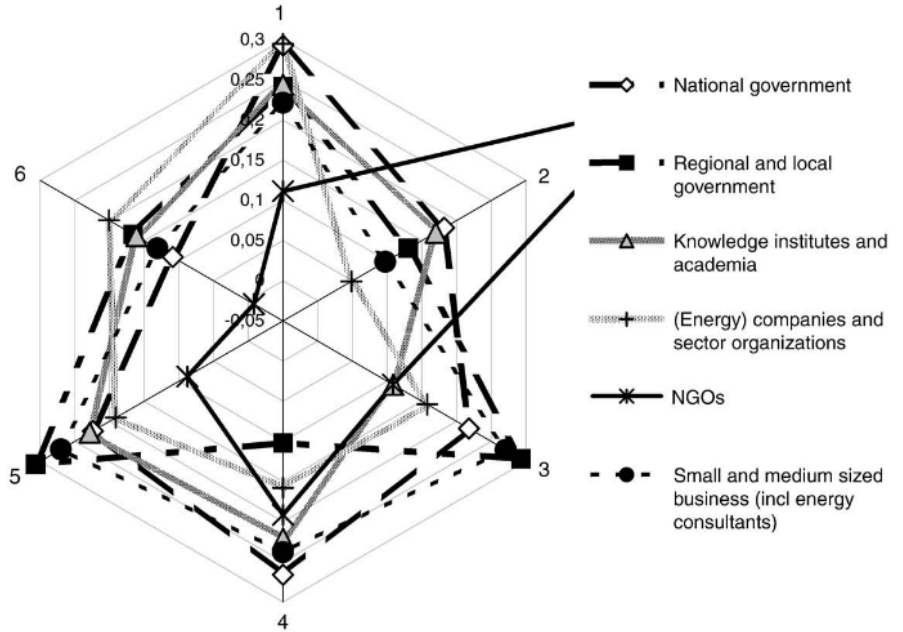 1
0,3
0,25
0,2
0,15
0,1
0,05
0
-0,05
6
2
5
3
4
National government
Regional and local
government
Knowledge institutes and
academia
(Energy) companies and
sector organizations
NGOs
Small and medium sized
business (incl energy
consultants)